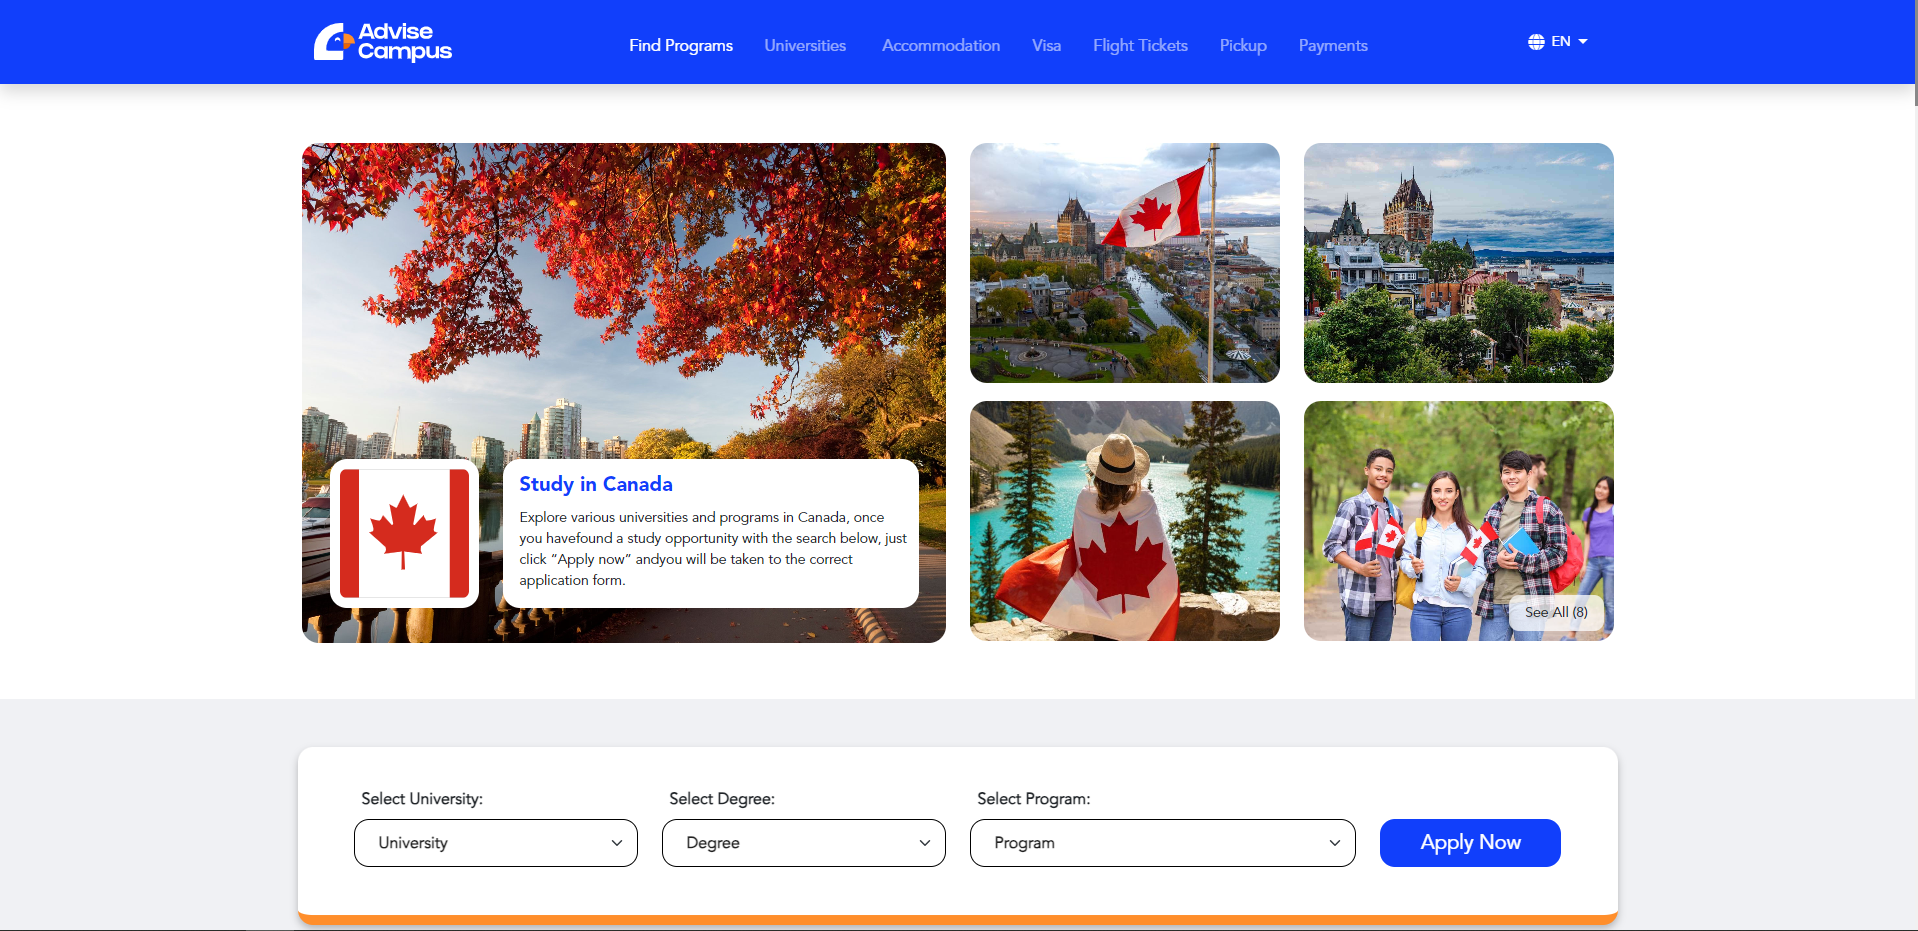 Advise
Campus
Find Programs
Universities
Accommodation
Visa
Flight Tickets
Pickup
Payments
EN
Study in Canada
Explore various universities and programs in Canada, once
you havefound a study opportunity with the search below, just
click “Apply now” andyou will be taken to the correct
application form.
See All (8)
Select University:
Select Degree:
Select Program:
University
Degree
Program
Apply Now